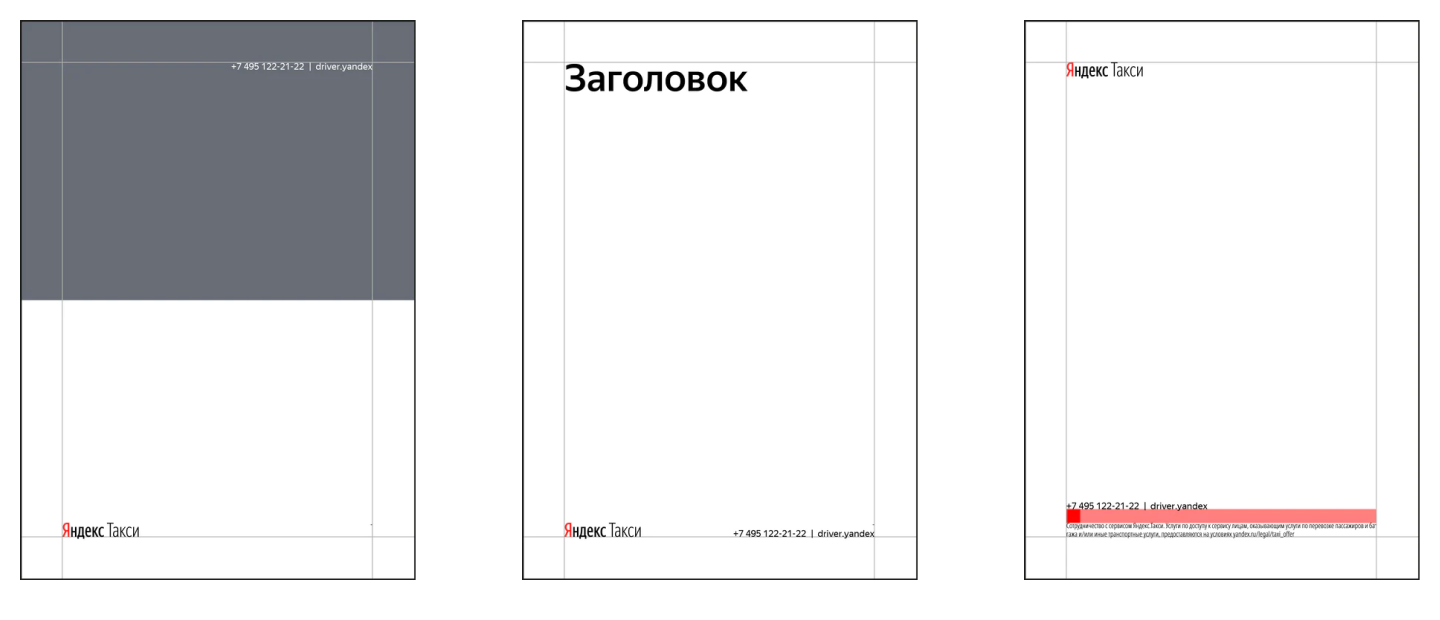 +7 495 122-21-22 | driver.yandex
Яндекс Такси
Заголовок
Яндекс Такси
+7 495 122-21-22 | driver.yandex
Яндекс Такси
+7 495 122-21-22 | driver.yandex
Сотрудничество с сервисом Яндекс.Такси. Услуги по доступу к сервису лицам, оказывающим услуги по перевозке пассажиров и ба
гажа и/или иные транспортные услуги, предоставляются на условиях yandex.ru/legal/taxi_offer